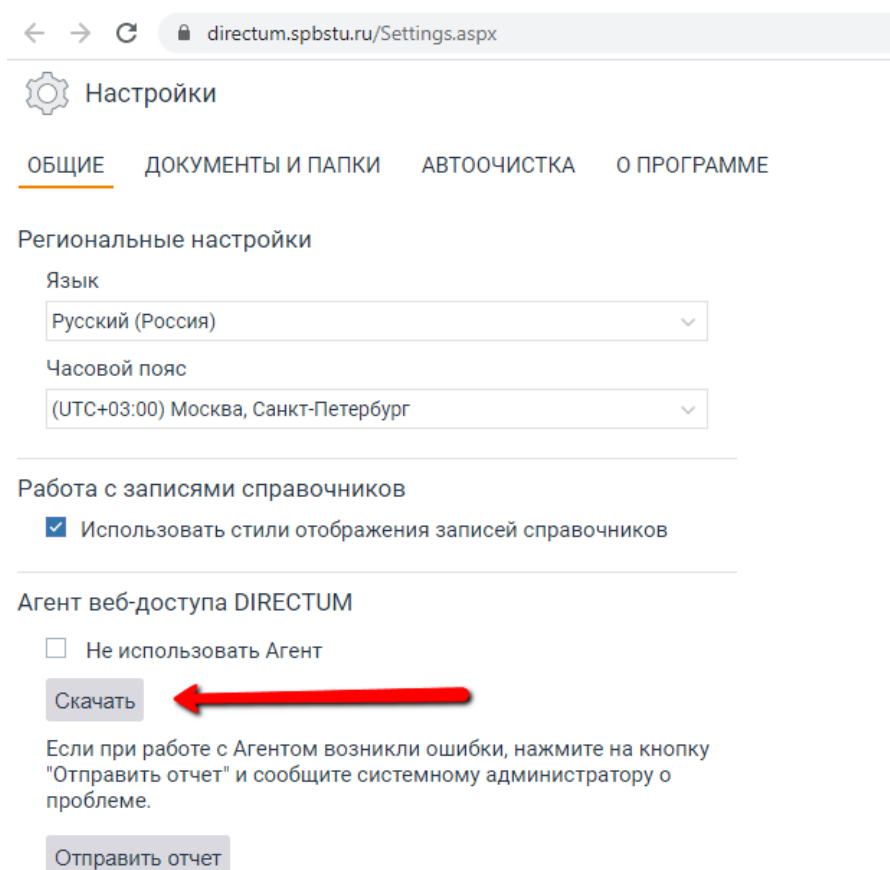 directum.spbstu.ru/Settings.aspx
Настройки
ОБЩИЕ ДОКУМЕНТЫ И ПАПКИ АВТООЧИСТКА О ПРОГРАММЕ
Региональные настройки
Язык
Русский (Россия)
Часовой пояс
(UTC+03:00) Москва, Санкт-Петербург
Работа с записями справочников
Использовать стили отображения записей справочников
Агент веб-доступа DIRECTUM
Не использовать Агент
Скачать
Если при работе с Агентом возникли ошибки, нажмите на кнопку
"Отправить отчет" и сообщите системному администратору о
проблеме.
Отправить отчет